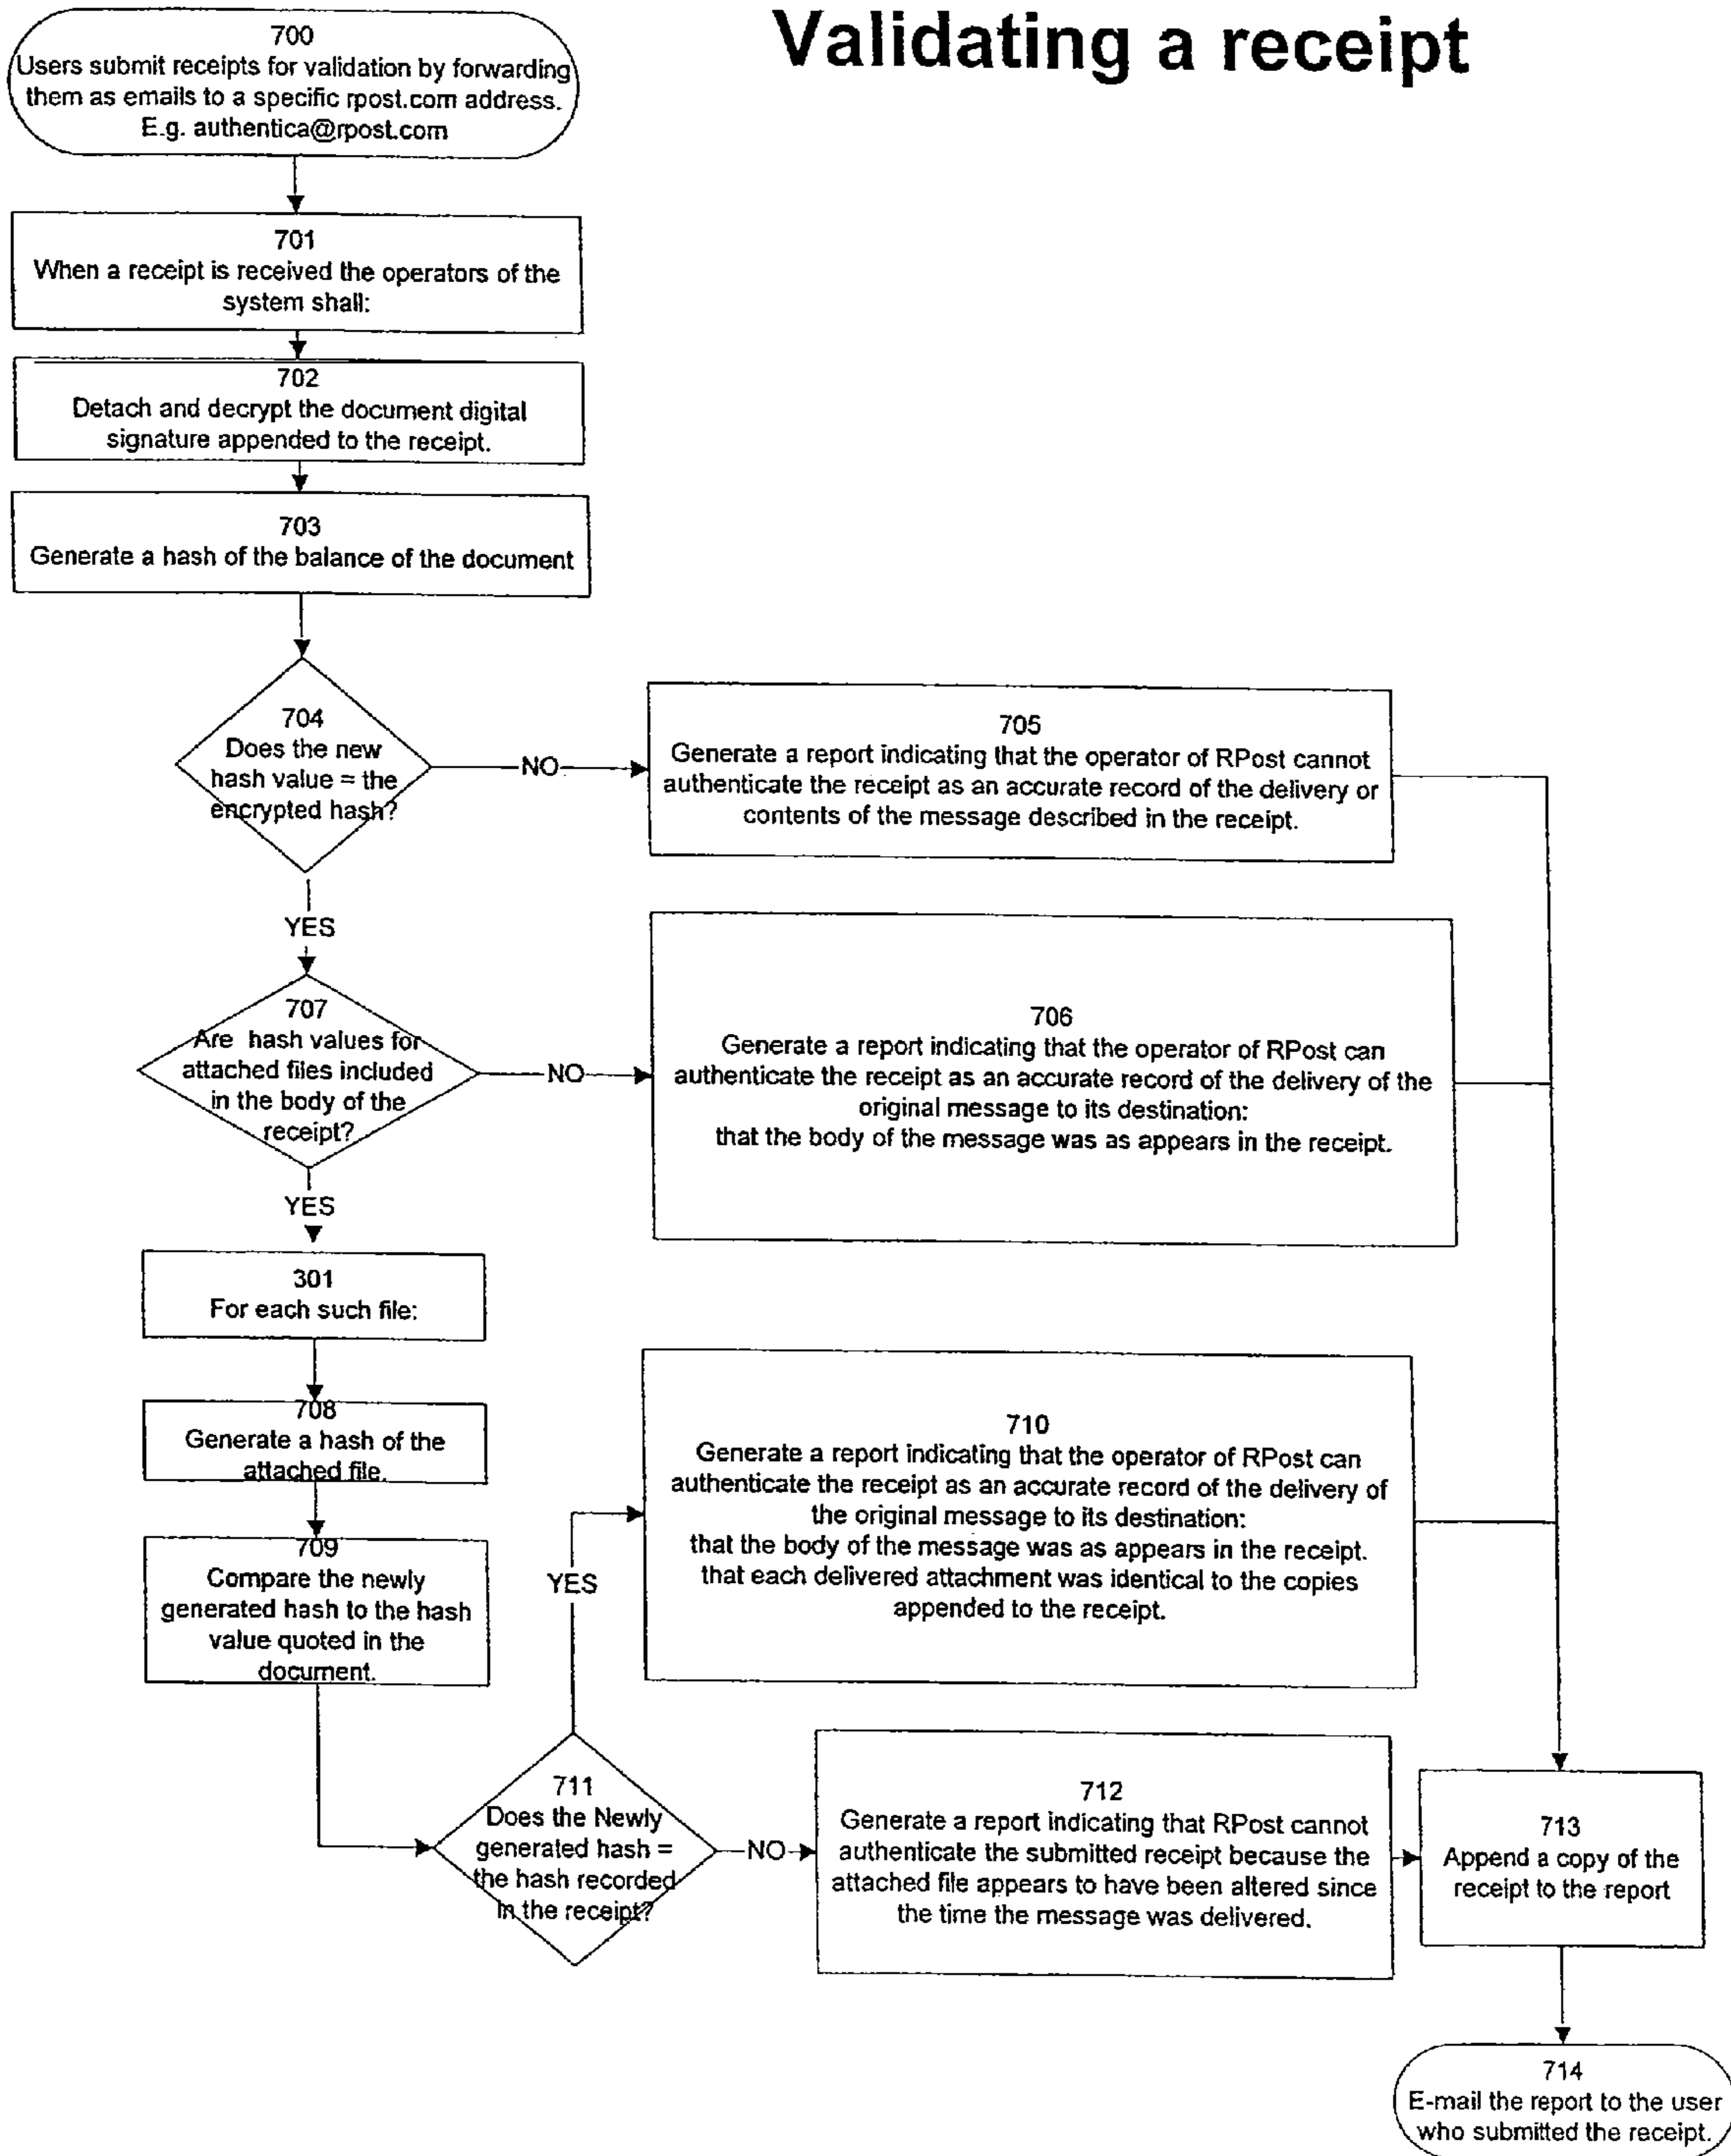 Validating a receipt
700
Users submit receipts for validation by forwarding
them as emails to a specific rpost.com address.
E.g. authentica@rpost.com
701
When a receipt is received the operators of the
system shall:
702
Detach and decrypt the document digital
signature appended to the receipt.
703
Generate a hash of the balance of the document
704
Does the new
hash value = the
encrypted hash?
NO
705
Generate a report indicating that the operator of RPost cannot
authenticate the receipt as an accurate record of the delivery or
contents of the message described in the receipt.
YES
707
Are hash values for
attached files included
in the body of the
receipt?
NO
706
Generate a report indicating that the operator of RPost can
authenticate the receipt as an accurate record of the delivery of the
original message to its destination:
that the body of the message was as appears in the receipt.
YES
301
For each such file:
708
Generate a hash of the
attached file.
709
Compare the newly
generated hash to the hash
value quoted in the
document.
YES
710
Generate a report indicating that the operator of RPost can
authenticate the receipt as an accurate record of the delivery of
the original message to its destination:
that the body of the message was as appears in the receipt.
that each delivered attachment was identical to the copies
appended to the receipt.
711
Does the Newly
generated hash =
the hash recorded
in the receipt?
NO
712
Generate a report indicating that RPost cannot
authenticate the submitted receipt because the
attached file appears to have been altered since
the time the message was delivered.
713
Append a copy of the
receipt to the report
714
E-mail the report to the user
who submitted the receipt.